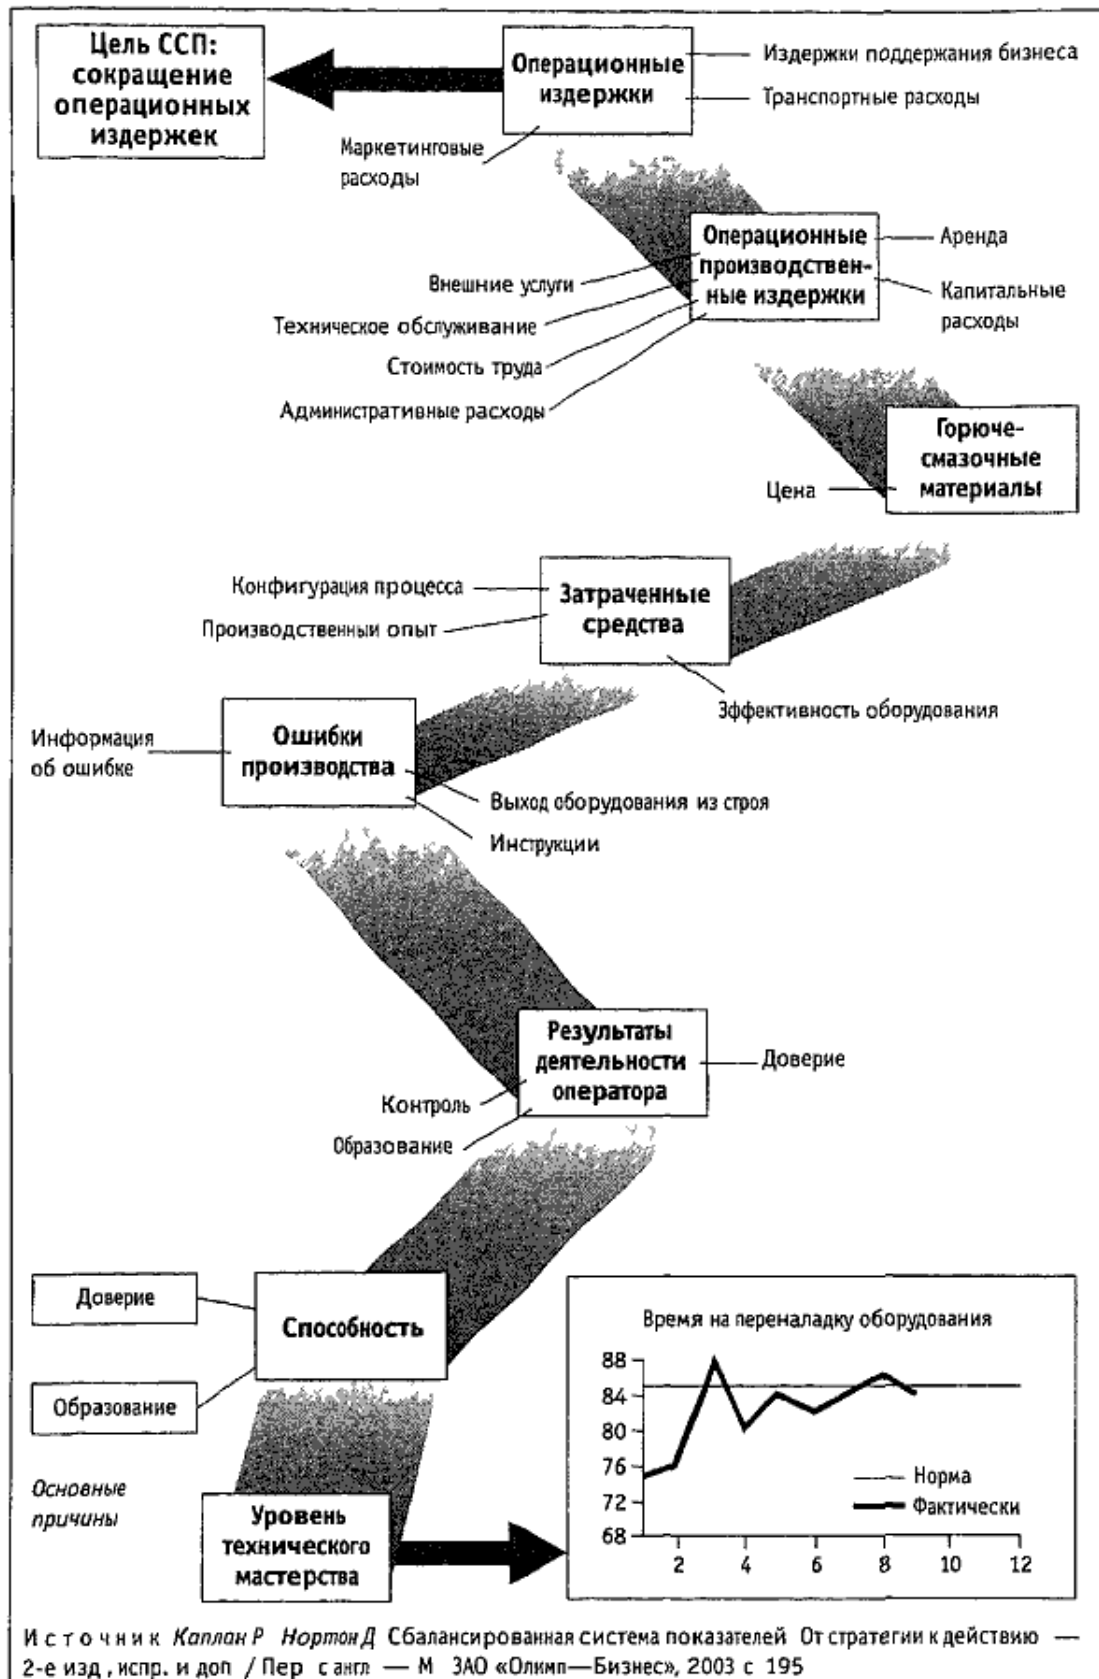 Цель ССП:
сокращение
операционных
издержек
Операционные
издержки
Издержки поддержания бизнеса
Транспортные расходы
Маркетинговые
расходы
Операционные
производствен-
ные издержки
Аренда
Капитальные
расходы
Внешние услуги
Техническое обслуживание
Стоимость труда
Административные расходы
Горюче-
смазочные
материалы
Цена
Затраченные
средства
Конфигурация процесса
Производственныи опыт
Эффективность оборудования
Ошибки
производства
Информация
об ошибке
Выход оборудования из строя
Инструкции
Результаты
деятельности
оператора
Доверие
Контроль
Образование
Доверие
Способность
Образование
Основные
причины
Уровень
технического
мастерства
Время на переналадку оборудования
88
84
80
76
72
68
2 4 6 8 10 12
Норма
Фактически
Источник Каплан Р Нортон Д Сбалансированная система показателей От стратегии к действию —
2-е изд , испр. и доп / Пер с англ — М ЗАО «Олимп—Бизнес», 2003 с 195